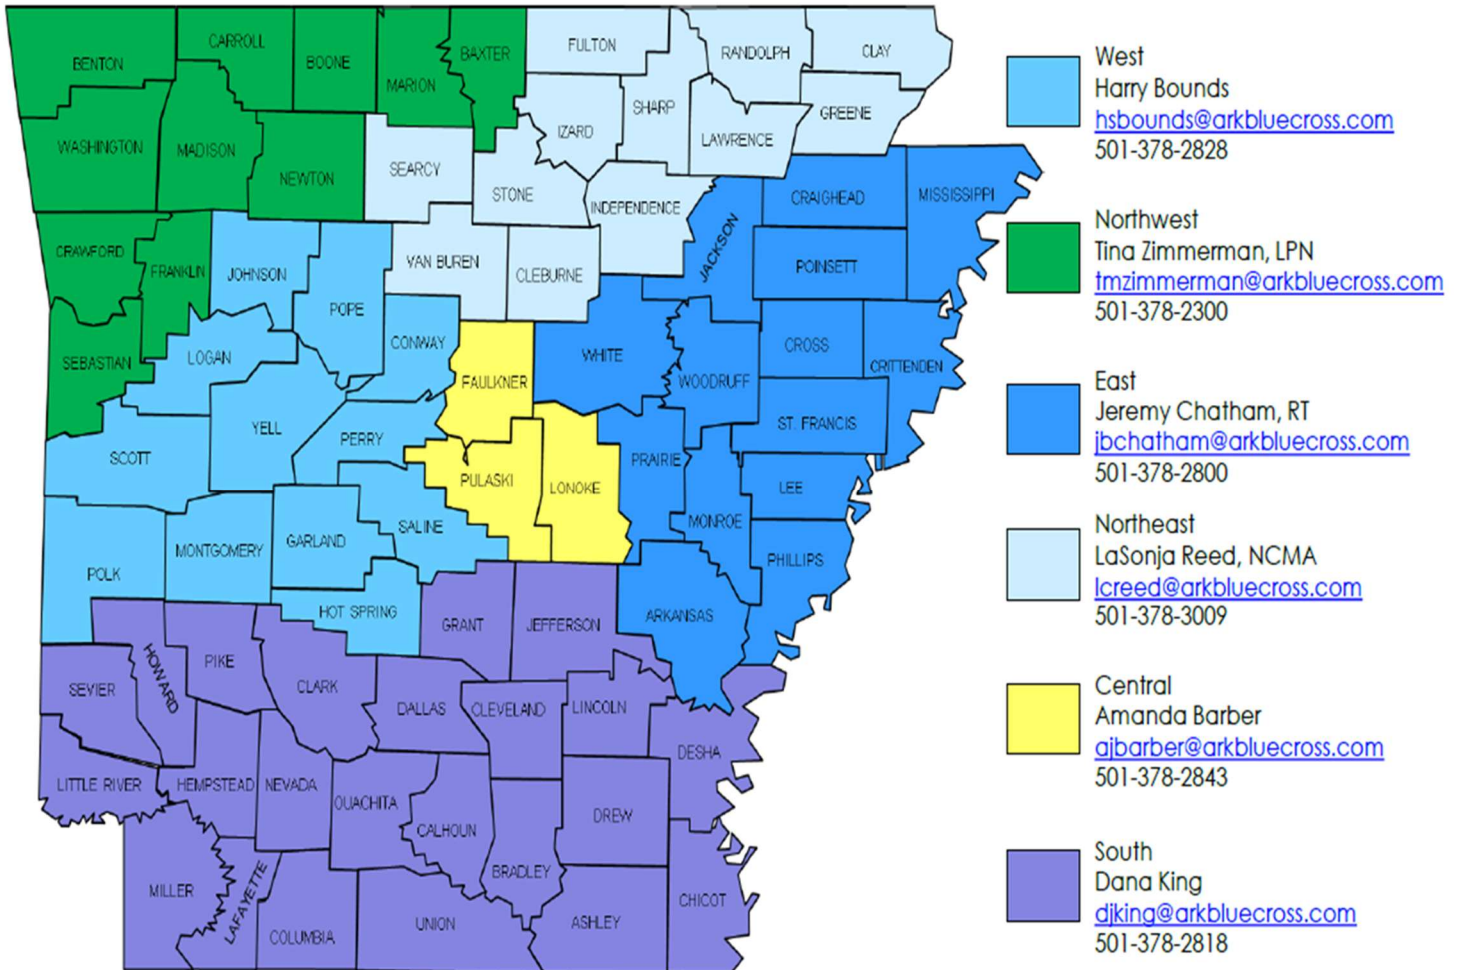 BENTON
CARROLL
BOONE
MARION
BAXTER
FULTON
RANDOLPH
CLAY
WASHINGTON
MADISON
NEWTON
SEARCY
STONE
IZARD
SHARP
LAWRENCE
GREENE
CRAWFORD
FRANKLIN
JOHNSON
POPE
VAN BUREN
CLEBURNE
INDEPENDENCE
JACKSON
CRAIGHEAD
MISSISSIPPI
POINSETT
SEBASTIAN
LOGAN
CONWAY
FAULKNER
WHITE
WOODRUFF
CROSS
CRITTENDEN
SCOTT
YELL
PERRY
PULASKI
LONOKE
PRAIRIE
ST. FRANCIS
LEE
MONROE
PHILLIPS
POLK
MONTGOMERY
GARLAND
SALINE
HOT SPRING
GRANT
JEFFERSON
ARKANSAS
SEVIER
HOWARD
PIKE
CLARK
DALLAS
CLEVELAND
LINCOLN
DESHA
LITTLE RIVER
HEMPSTEAD
NEVADA
OUACHITA
CALHOUN
BRADLEY
DREW
MILLER
LAFAYETTE
COLUMBIA
UNION
ASHLEY
CHICOT
West
Harry Bounds
hsbounds@arkbluecross.com
501-378-2828
Northwest
Tina Zimmerman, LPN
tmzimmerman@arkbluecross.com
501-378-2300
East
Jeremy Chatham, RT
jbchatham@arkbluecross.com
501-378-2800
Northeast
LaSonja Reed, NCMA
lcreed@arkbluecross.com
501-378-3009
Central
Amanda Barber
ajbarber@arkbluecross.com
501-378-2843
South
Dana King
djking@arkbluecross.com
501-378-2818